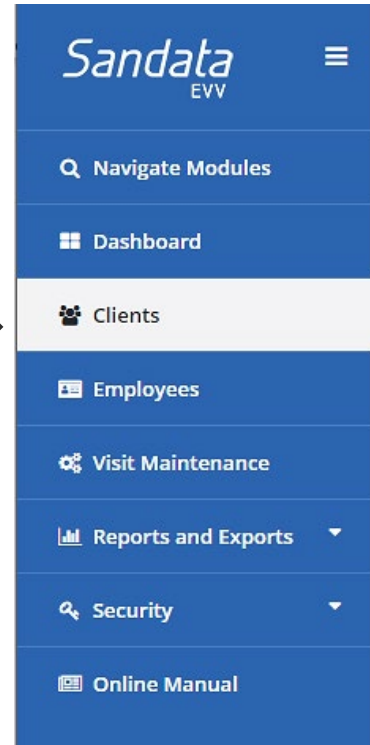 Sandata
EVV
Navigate Modules
Dashboard
Clients
Employees
Visit Maintenance
Reports and Exports
Security
Online Manual